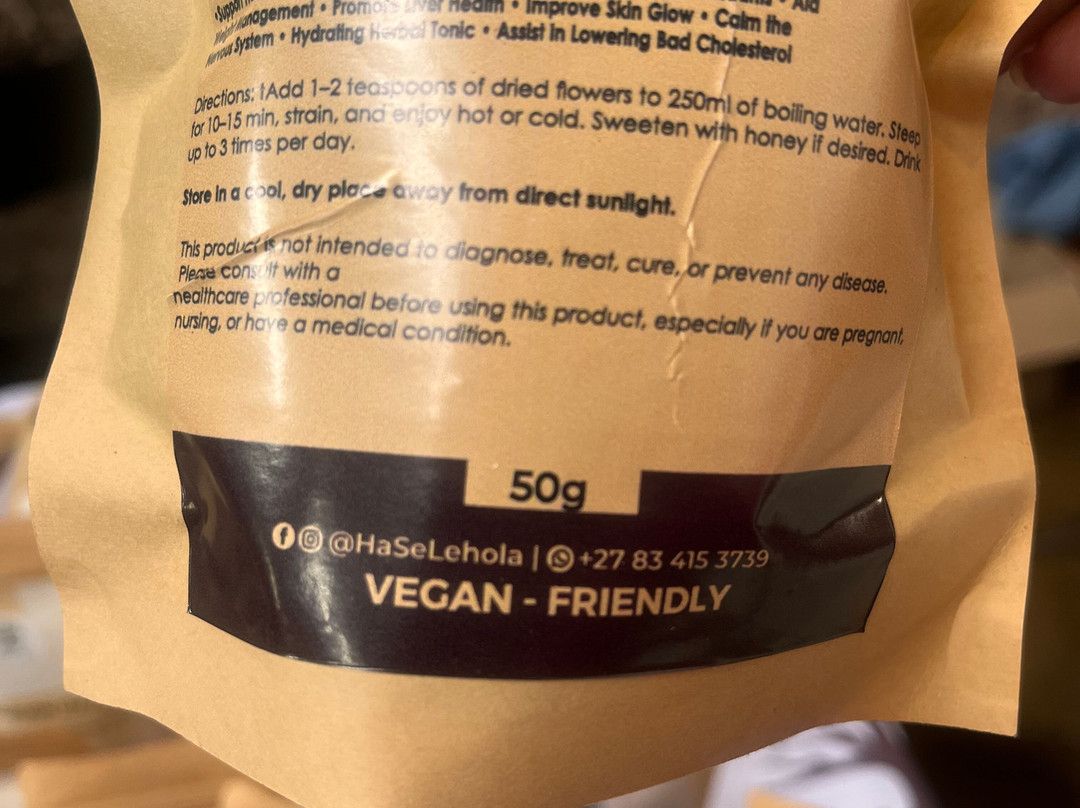 • Aid
•Support
Weight Management • Promote Liver Health • Improve Skin Glow • Calm the
Nervous System • Hydrating Herbal Tonic • Assist in Lowering Bad Cholesterol
Directions: †Add 1–2 teaspoons of dried flowers to 250ml of boiling water. Steep
for 10–15 min, strain, and enjoy hot or cold. Sweeten with honey if desired. Drink
up to 3 times per day.
Store in a cool, dry place away from direct sunlight.
This product is not intended to diagnose, treat, cure, or prevent any disease.
Please consult with a
healthcare professional before using this product, especially if you are pregnant,
nursing, or have a medical condition.
50g
@HaSeLehola | +27 83 415 3739
VEGAN - FRIENDLY